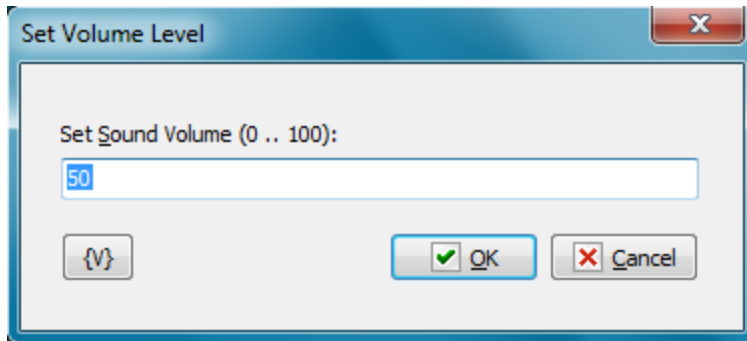 Set Volume Level
Set Sound Volume (0 .. 100):
50
{V}
OK
Cancel